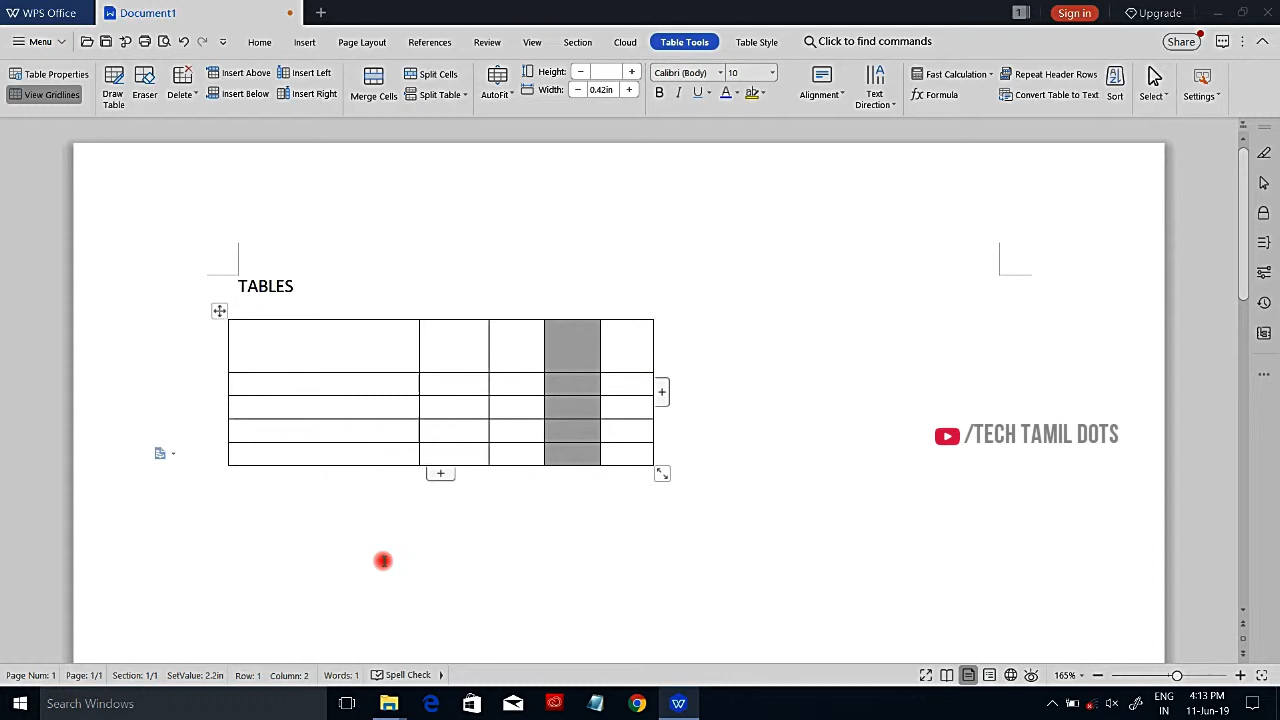 WPS Office
Document1
Sign in
Upgrade
Menu
Home
Insert
Page Layout
References
Review
View
Section
Cloud
Table Tools
Table Style
Click to find commands
Share
Table Properties
View Gridlines
Draw
Table
Eraser
Delete
Insert Above
Insert Below
Insert Left
Insert Right
Merge Cells
Split Cells
Split Table
AutoFit
Height:
Width:
0.42in
Calibri (Body)
10
Alignment
Text
Direction
Fast Calculation
Formula
Repeat Header Rows
Convert Table to Text
Sort
Select
Settings
TABLES
/TECH TAMIL DOTS
Page Num: 1
Page: 1/1
Section: 1/1
SetValue: 2.2in
Row: 1
Column: 2
Words: 1
Spell Check
165%
Search Windows
ENG
IN
4:13 PM
11-Jun-19